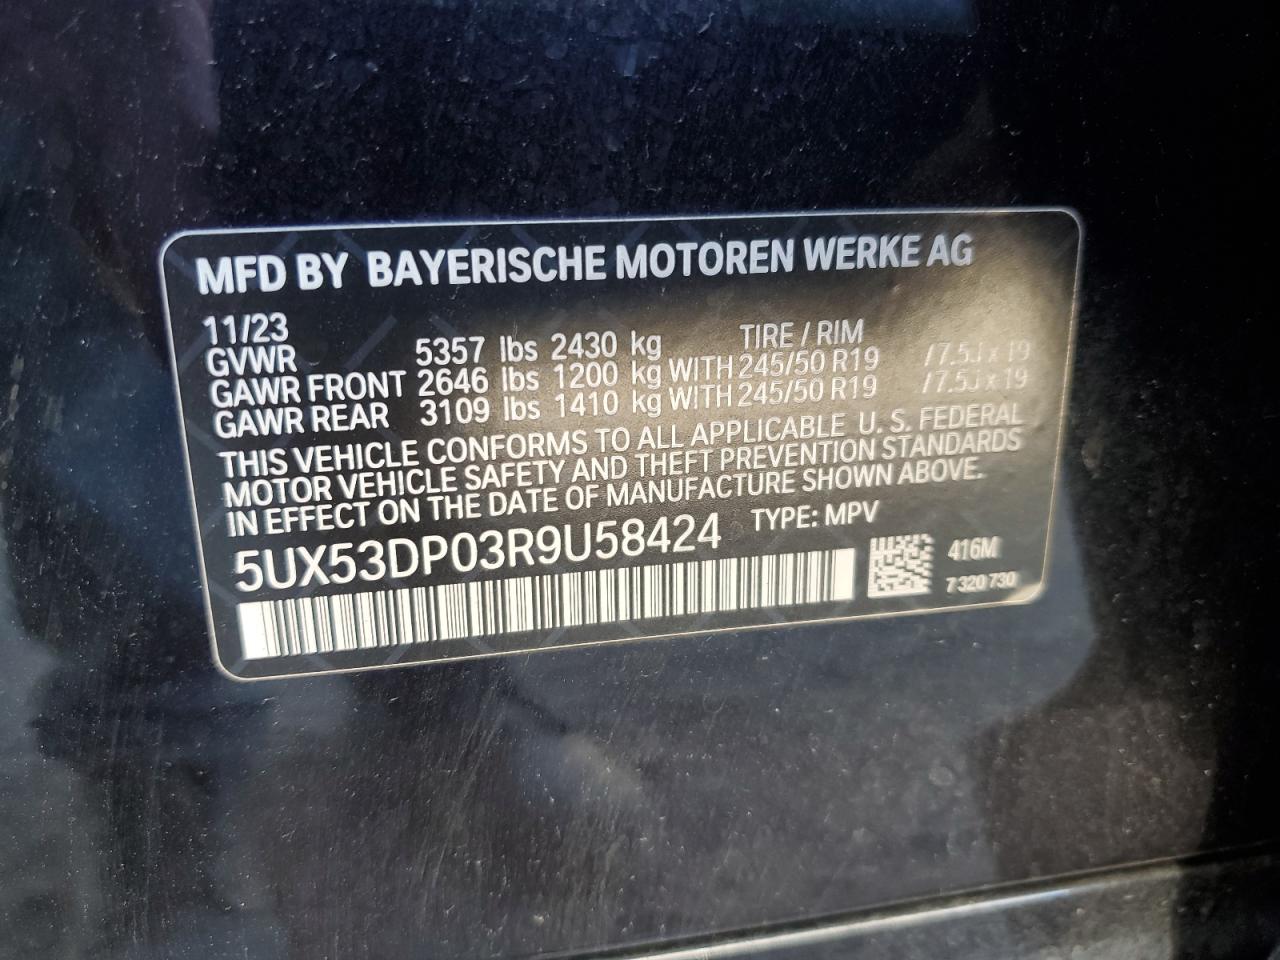 MFD BY BAYERISCHE MOTOREN WERKE AG
11/23 TIRE / RIM
GVWR 5357 lbs 2430 kg
GAWR FRONT 2646 lbs 1200 kg WITH 245/50 R19 /7.5J x 19
GAWR REAR 3109 lbs 1410 kg WITH 245/50 R19 /7.5J x 19
THIS VEHICLE CONFORMS TO ALL APPLICABLE U. S. FEDERAL
MOTOR VEHICLE SAFETY AND THEFT PREVENTION STANDARDS
IN EFFECT ON THE DATE OF MANUFACTURE SHOWN ABOVE.
5UX53DP03R9U58424 TYPE: MPV
416M
7 320 730